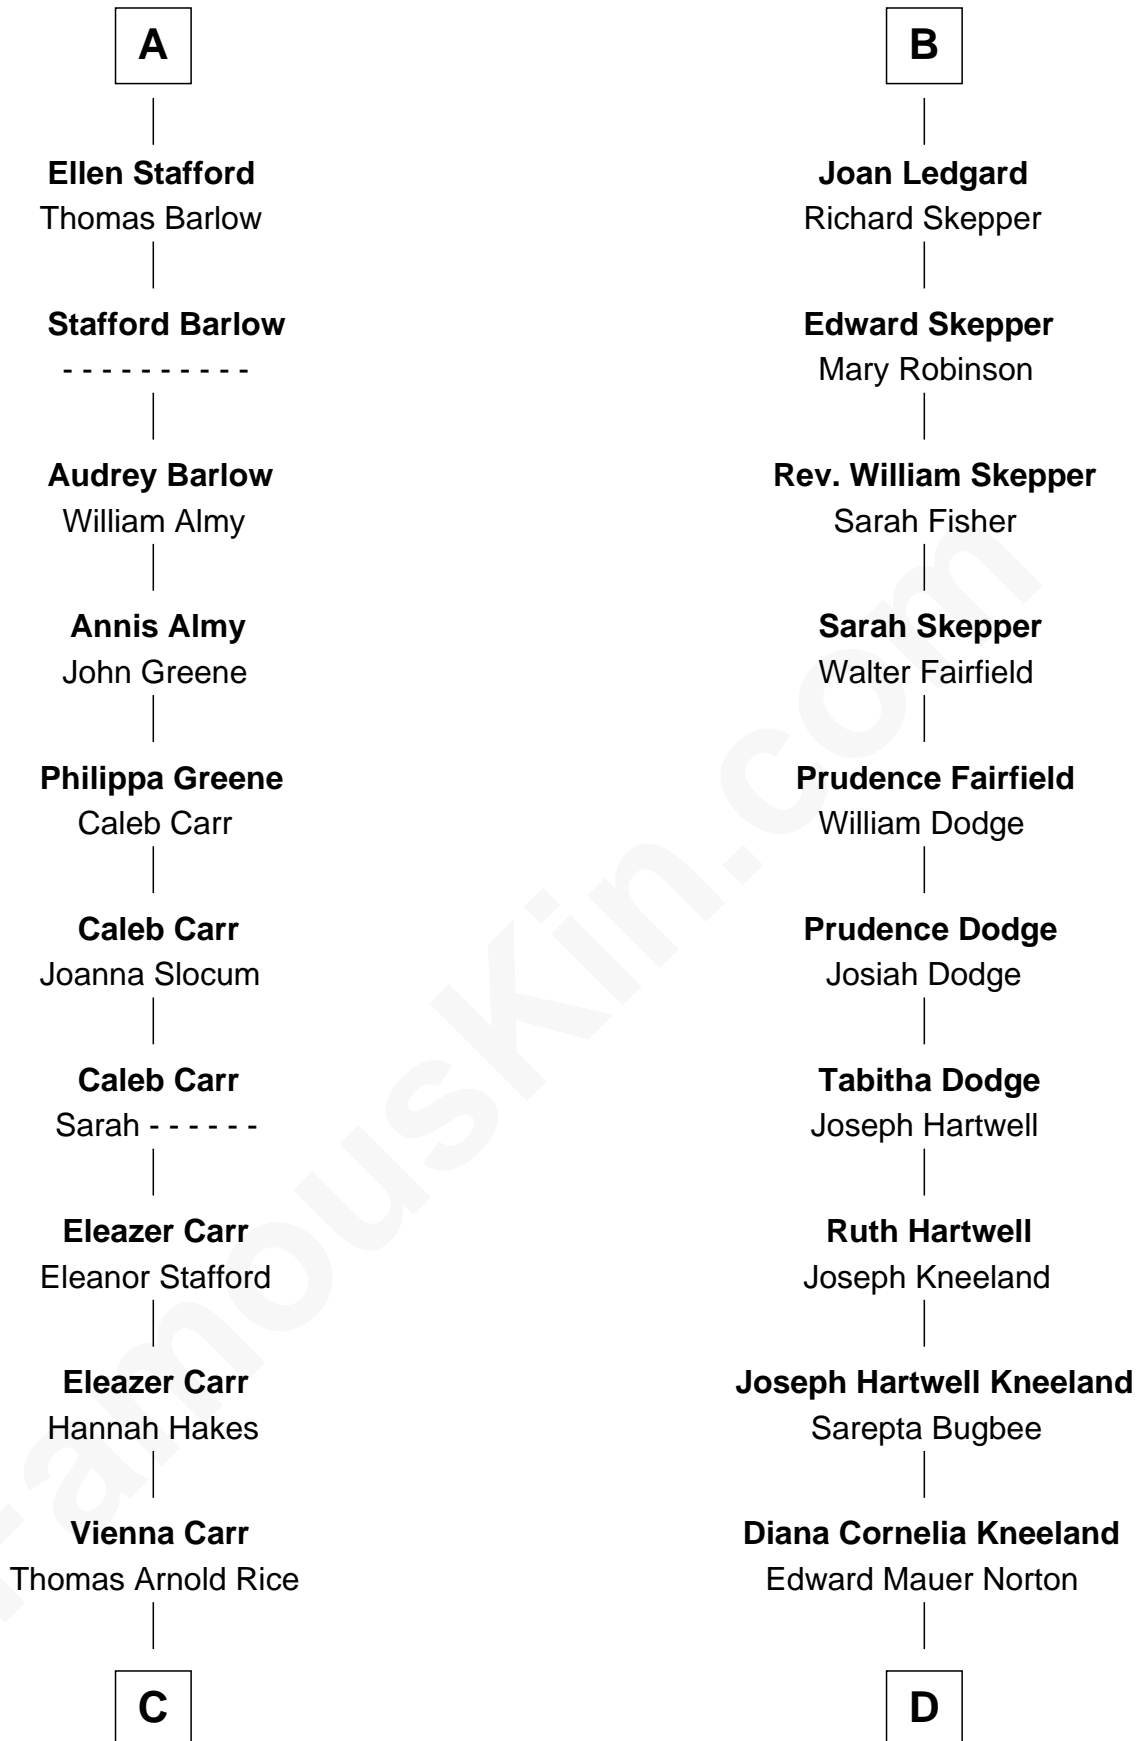 A
Ellen Stafford
Thomas Barlow
Stafford Barlow
- - - - - - - - - -
Audrey Barlow
William Almy
Annis Almy
John Greene
Philippa Greene
Caleb Carr
Caleb Carr
Joanna Slocum
Caleb Carr
Sarah - - - - - -
Eleazer Carr
Eleanor Stafford
Eleazer Carr
Hannah Hakes
Vienna Carr
Thomas Arnold Rice
C
B
Joan Ledgard
Richard Skepper
Edward Skepper
Mary Robinson
Rev. William Skepper
Sarah Fisher
Sarah Skepper
Walter Fairfield
Prudence Fairfield
William Dodge
Prudence Dodge
Josiah Dodge
Tabitha Dodge
Joseph Hartwell
Ruth Hartwell
Joseph Kneeland
Joseph Hartwell Kneeland
Sarepta Bugbee
Diana Cornelia Kneeland
Edward Mauer Norton
D
FamousKin.com